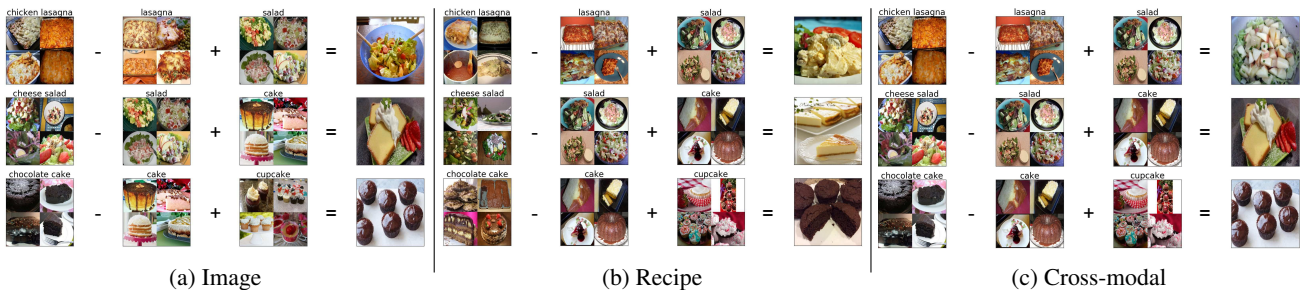 chicken lasagna - lasagna + salad =
cheese salad - salad + cake =
chocolate cake - cake + cupcake =
(a) Image
chicken lasagna - lasagna + salad =
cheese salad - salad + cake =
chocolate cake - cake + cupcake =
(b) Recipe
chicken lasagna - lasagna + salad =
cheese salad - salad + cake =
chocolate cake - cake + cupcake =
(c) Cross-modal